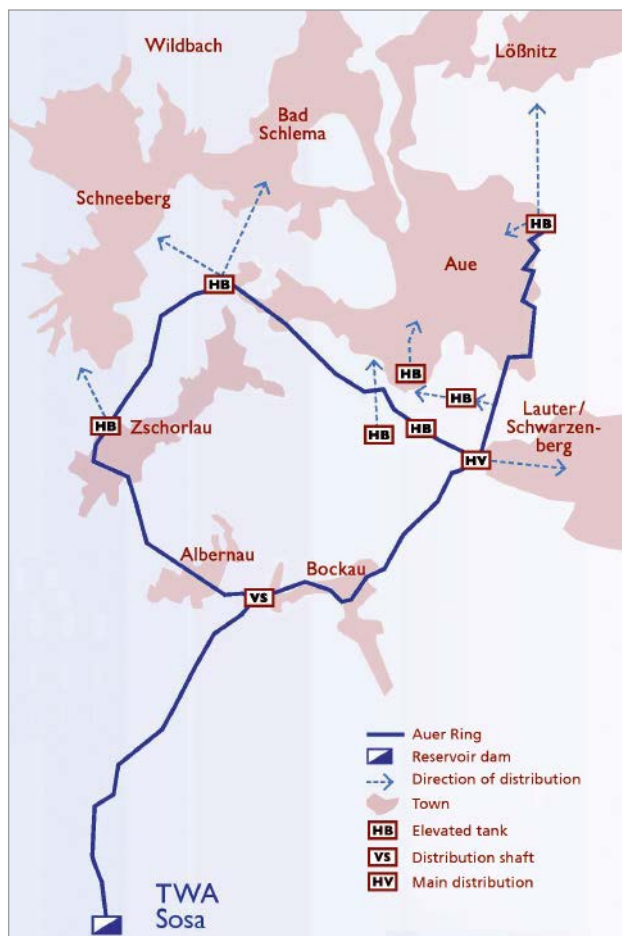 Wildbach
Lößnitz
Bad
Schlema
Schneeberg
HB
Aue
HB
HB
HB
Lauter/
Schwarzen-
berg
HB
Zschorlau
HB
HB
HV
Albernau
Bockau
VS
Auer Ring
Reservoir dam
Direction of distribution
Town
HB Elevated tank
VS Distribution shaft
HV Main distribution
TWA
Sosa